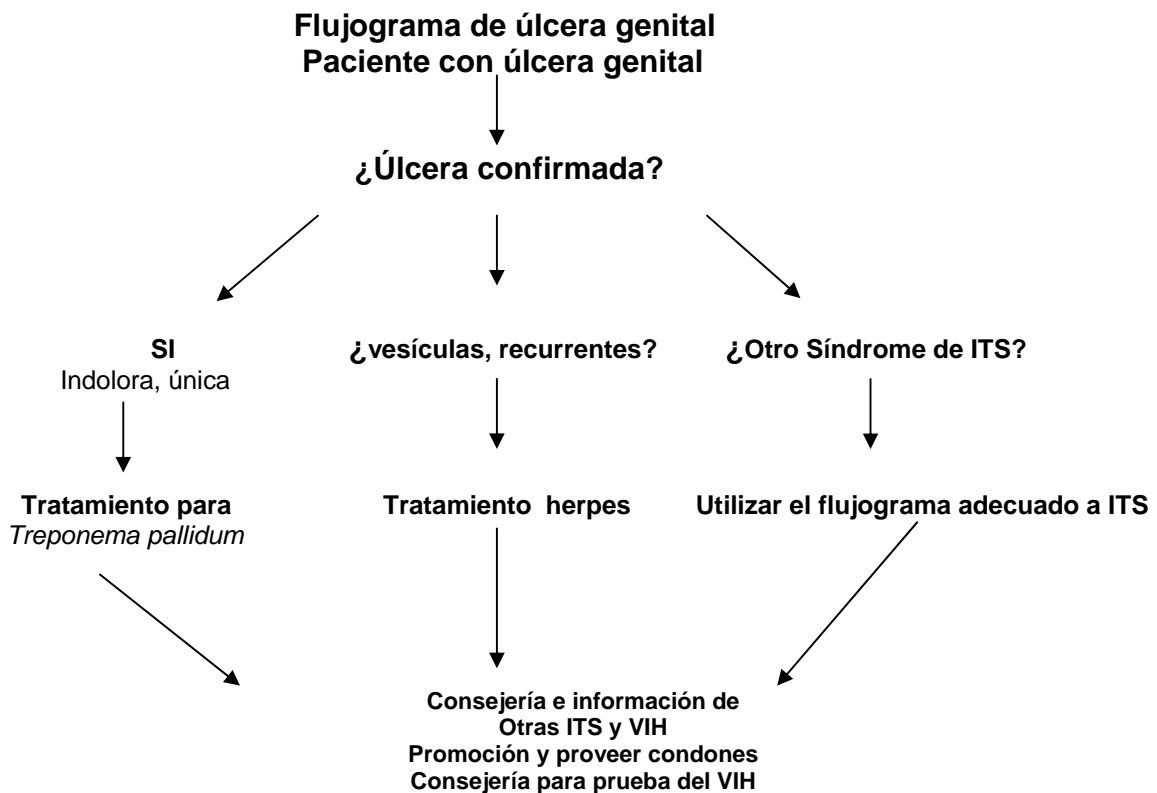 Flujograma de úlcera genital
Paciente con úlcera genital
¿Úlcera confirmada?
SI
Indolora, única
¿vesículas, recurrentes?
¿Otro Síndrome de ITS?
Tratamiento para
Treponema pallidum
Tratamiento herpes
Utilizar el flujograma adecuado a ITS
Consejería e información de
Otras ITS y VIH
Promoción y proveer condones
Consejería para prueba del VIH